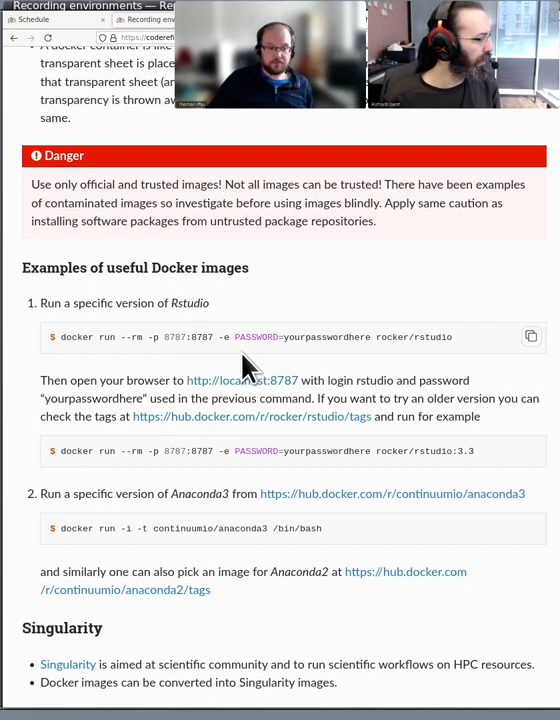 Recording environments — Re
Schedule × Recording env
https://coderefi
A docker container is like
transparent sheet is place
that transparent sheet (an
transparency is thrown aw
same.
Thomas Pfau
Richard Darst
Danger
Use only official and trusted images! Not all images can be trusted! There have been examples
of contaminated images so investigate before using images blindly. Apply same caution as
installing software packages from untrusted package repositories.
Examples of useful Docker images
1. Run a specific version of Rstudio
$ docker run --rm -p 8787:8787 -e PASSWORD=yourpasswordhere rocker/rstudio
Then open your browser to http://localhost:8787 with login rstudio and password
“yourpasswordhere” used in the previous command. If you want to try an older version you can
check the tags at https://hub.docker.com/r/rocker/rstudio/tags and run for example
$ docker run --rm -p 8787:8787 -e PASSWORD=yourpasswordhere rocker/rstudio:3.3
2. Run a specific version of Anaconda3 from https://hub.docker.com/r/continuumio/anaconda3
$ docker run -i -t continuumio/anaconda3 /bin/bash
and similarly one can also pick an image for Anaconda2 at https://hub.docker.com
/r/continuumio/anaconda2/tags
Singularity
• Singularity is aimed at scientific community and to run scientific workflows on HPC resources.
• Docker images can be converted into Singularity images.